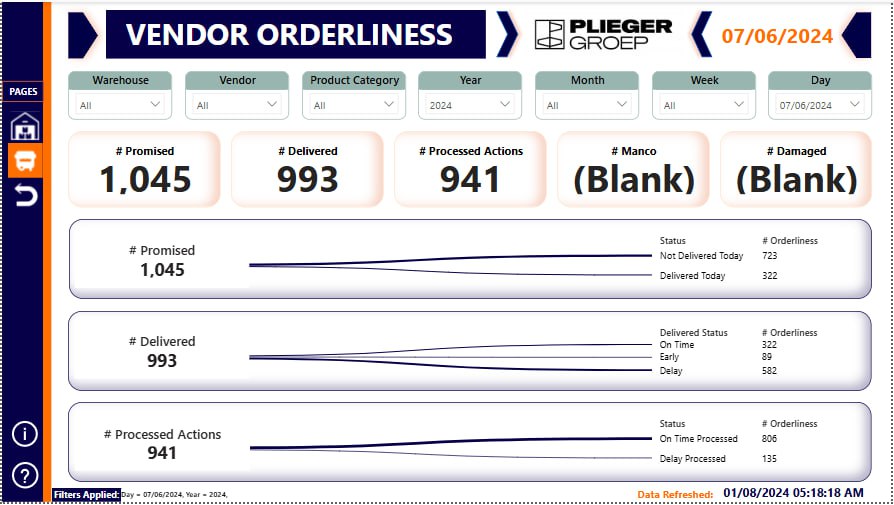 VENDOR ORDERLINESS
PLIEGER
GROEP
07/06/2024
PAGES
Warehouse
All
Vendor
All
Product Category
All
Year
2024
Month
All
Week
All
Day
07/06/2024
# Promised
1,045
# Delivered
993
# Processed Actions
941
# Manco
(Blank)
# Damaged
(Blank)
# Promised
1,045
Status # Orderliness
Not Delivered Today 723
Delivered Today 322
# Delivered
993
Delivered Status # Orderliness
On Time 322
Early 89
Delay 582
# Processed Actions
941
Status # Orderliness
On Time Processed 806
Delay Processed 135
i
?
Filters Applied: Day = 07/06/2024, Year = 2024,
Data Refreshed: 01/08/2024 05:18:18 AM